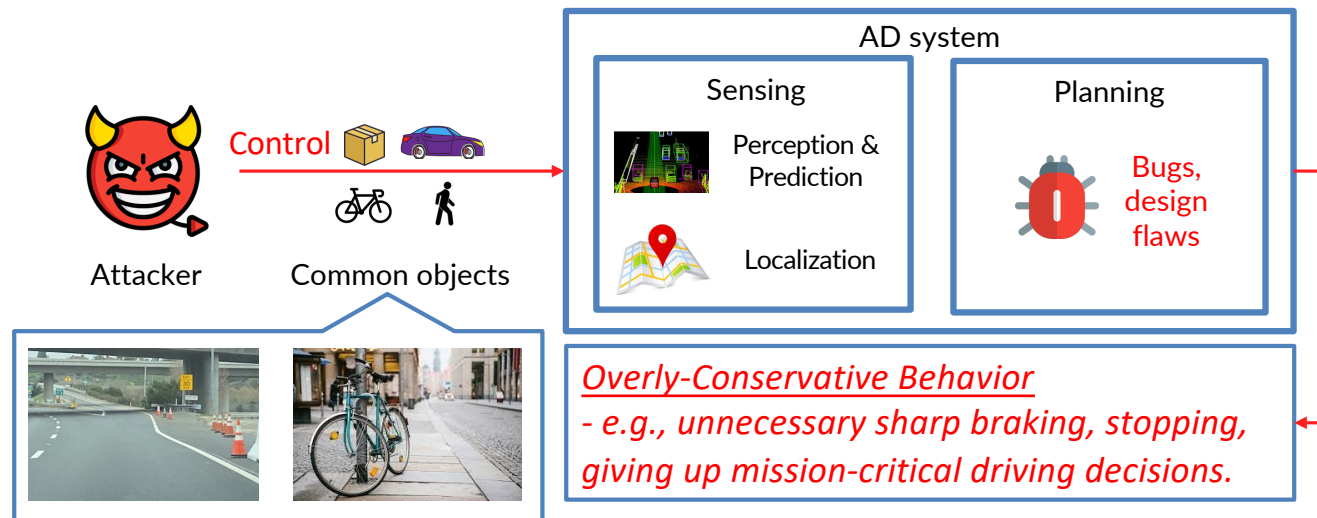 AD system
Sensing
Planning
Control
Perception &
Prediction
Bugs,
design
flaws
Localization
Attacker
Common objects
Overly-Conservative Behavior
- e.g., unnecessary sharp braking, stopping,
giving up mission-critical driving decisions.